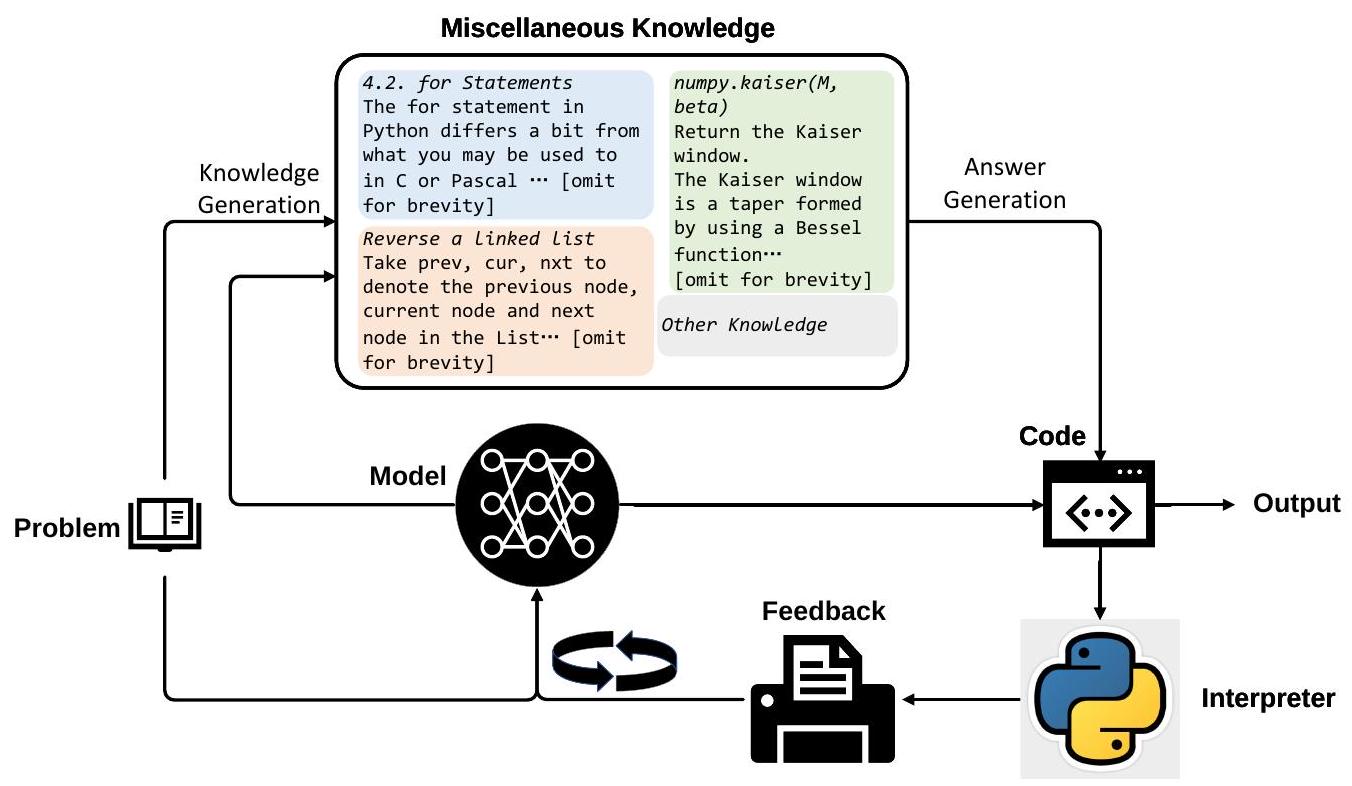 Miscellaneous Knowledge
4.2. for Statements
The for statement in
Python differs a bit from
what you may be used to
in C or Pascal ⋯ [omit
for brevity]
Reverse a linked list
Take prev, cur, nxt to
denote the previous node,
current node and next
node in the List⋯ [omit
for brevity]
numpy.kaiser(M,
beta)
Return the Kaiser
window.
The Kaiser window
is a taper formed
by using a Bessel
function⋯
[omit for brevity]
Other Knowledge
Knowledge
Generation
Answer
Generation
Model
Code
Problem
Output
Feedback
Interpreter